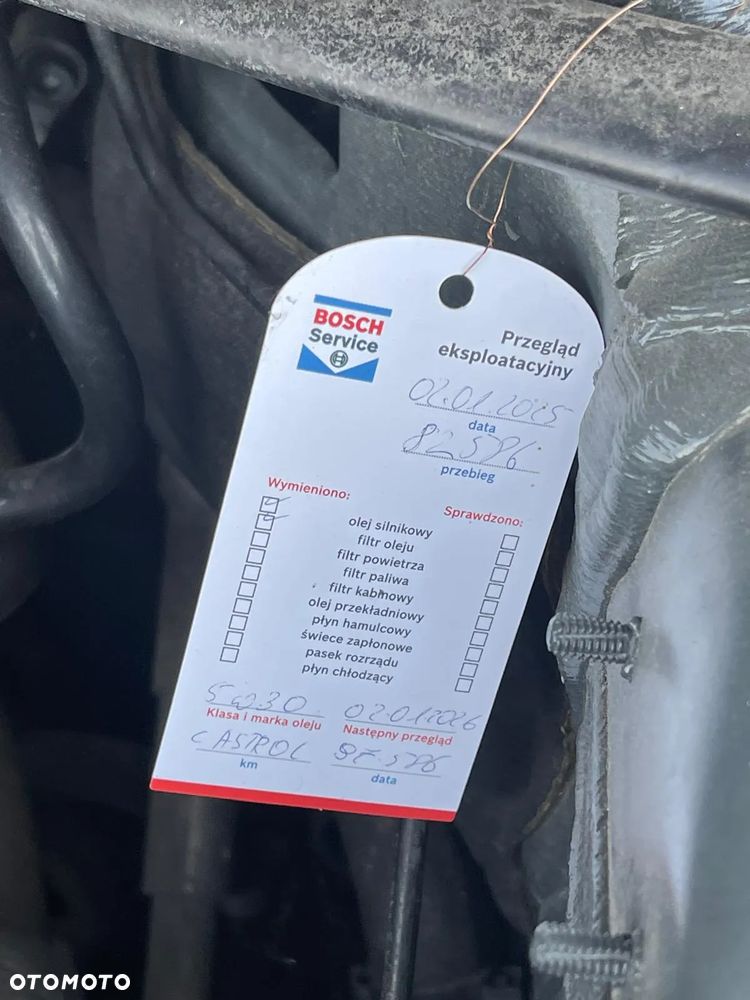 BOSCH
Service
Przegląd
eksploatacyjny
02.01.2025
data
82 576
przebieg
Wymieniono:
Sprawdzono:
olej silnikowy
filtr oleju
filtr powietrza
filtr paliwa
filtr kabinowy
olej przekładniowy
płyn hamulcowy
świece zapłonowe
pasek rozrządu
płyn chłodzący
5W30 02.01.2026
Klasa i marka oleju Następny przegląd
CASTROL
km data
OTOMOTO